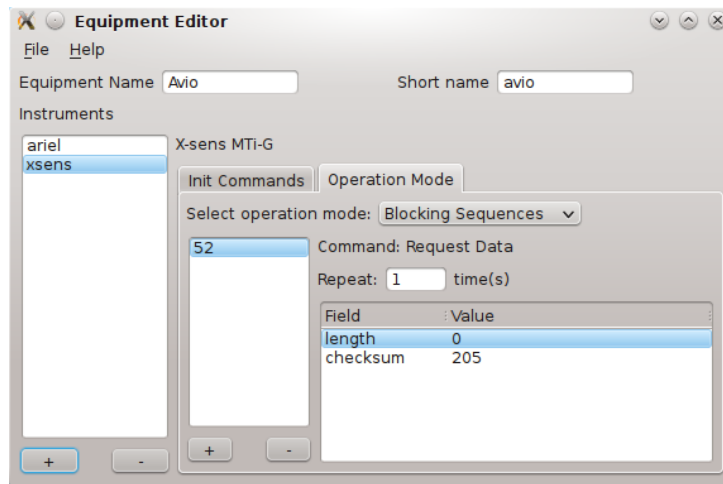 Equipment Editor
File Help
Equipment Name Avio Short name avio
Instruments
ariel
xsens
X-sens MTi-G
Init Commands Operation Mode
Select operation mode: Blocking Sequences
52
Command: Request Data
Repeat: 1 time(s)
Field Value
length 0
checksum 205
+ -
+ -